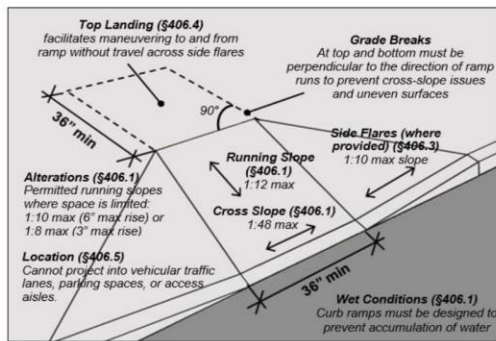 Top Landing (§406.4)
facilitates maneuvering to and from
ramp without travel across side flares
Grade Breaks
At top and bottom must be
perpendicular to the direction of ramp
runs to prevent cross-slope issues
and uneven surfaces
90°
36" min
Side Flares (where
provided) (§406.3)
1:10 max slope
Running Slope
(§406.1)
1:12 max
Alterations (§406.1)
Permitted running slopes
where space is limited:
1:10 max (6" max rise) or
1:8 max (3" max rise)
Cross Slope (§406.1)
1:48 max
Location (§406.5)
Cannot project into vehicular traffic
lanes, parking spaces, or access
aisles.
36" min
Wet Conditions (§406.1)
Curb ramps must be designed to
prevent accumulation of water